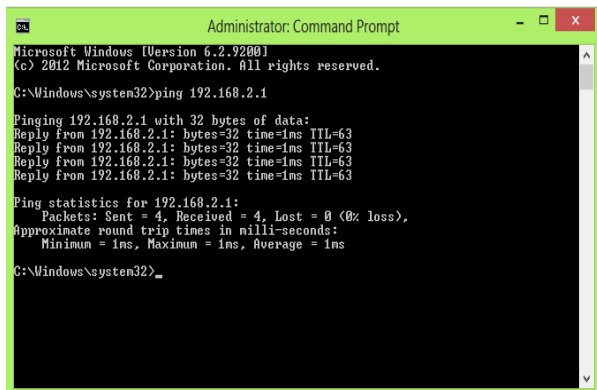 Administrator: Command Prompt
Microsoft Windows [Version 6.2.9200]
(c) 2012 Microsoft Corporation. All rights reserved.
C:\Windows\system32>ping 192.168.2.1
Pinging 192.168.2.1 with 32 bytes of data:
Reply from 192.168.2.1: bytes=32 time=1ms TTL=63
Reply from 192.168.2.1: bytes=32 time=1ms TTL=63
Reply from 192.168.2.1: bytes=32 time=1ms TTL=63
Reply from 192.168.2.1: bytes=32 time=1ms TTL=63
Ping statistics for 192.168.2.1:
Packets: Sent = 4, Received = 4, Lost = 0 (0% loss),
Approximate round trip times in milli-seconds:
Minimum = 1ms, Maximum = 1ms, Average = 1ms
C:\Windows\system32>_